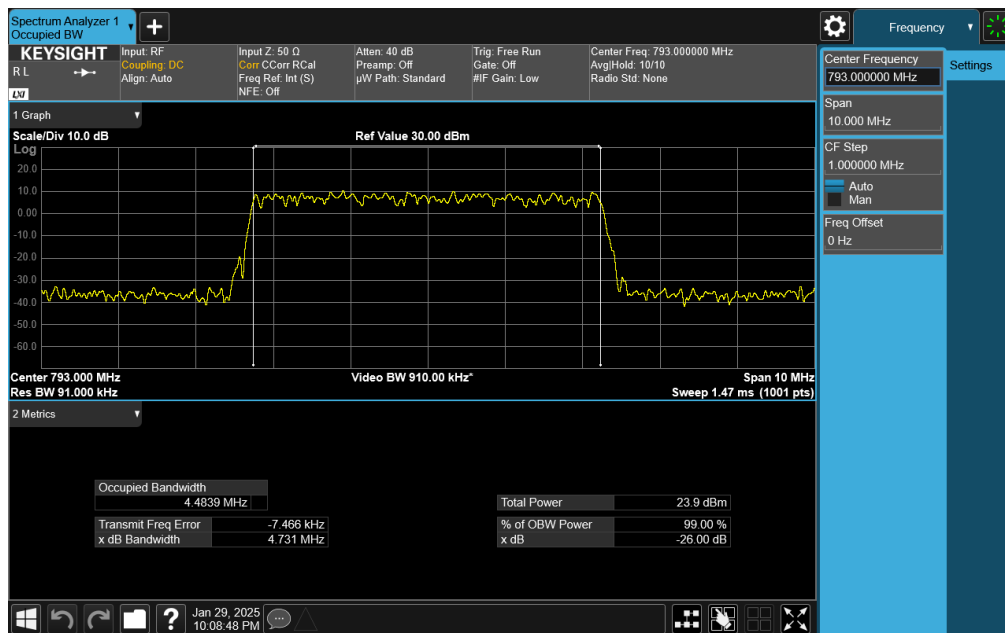 Spectrum Analyzer 1
Occupied BW
Frequency
KEYSIGHT
R L
LXI
Input: RF
Coupling: DC
Align: Auto
Input Z: 50 Ω
Corr CCorr RCal
Freq Ref: Int (S)
NFE: Off
Atten: 40 dB
Preamp: Off
µW Path: Standard
Trig: Free Run
Gate: Off
#IF Gain: Low
Center Freq: 793.000000 MHz
Avg|Hold: 10/10
Radio Std: None
Center Frequency
793.000000 MHz
Settings
Span
10.000 MHz
CF Step
1.000000 MHz
Auto
Man
Freq Offset
0 Hz
1 Graph
Scale/Div 10.0 dB
Ref Value 30.00 dBm
Log
20.0
10.0
0.00
-10.0
-20.0
-30.0
-40.0
-50.0
-60.0
Center 793.000 MHz
Video BW 910.00 kHz*
Span 10 MHz
Res BW 91.000 kHz
Sweep 1.47 ms (1001 pts)
2 Metrics
Occupied Bandwidth
4.4839 MHz
Transmit Freq Error -7.466 kHz
x dB Bandwidth 4.731 MHz
Total Power 23.9 dBm
% of OBW Power 99.00 %
x dB -26.00 dB
?
Jan 29, 2025
10:08:48 PM